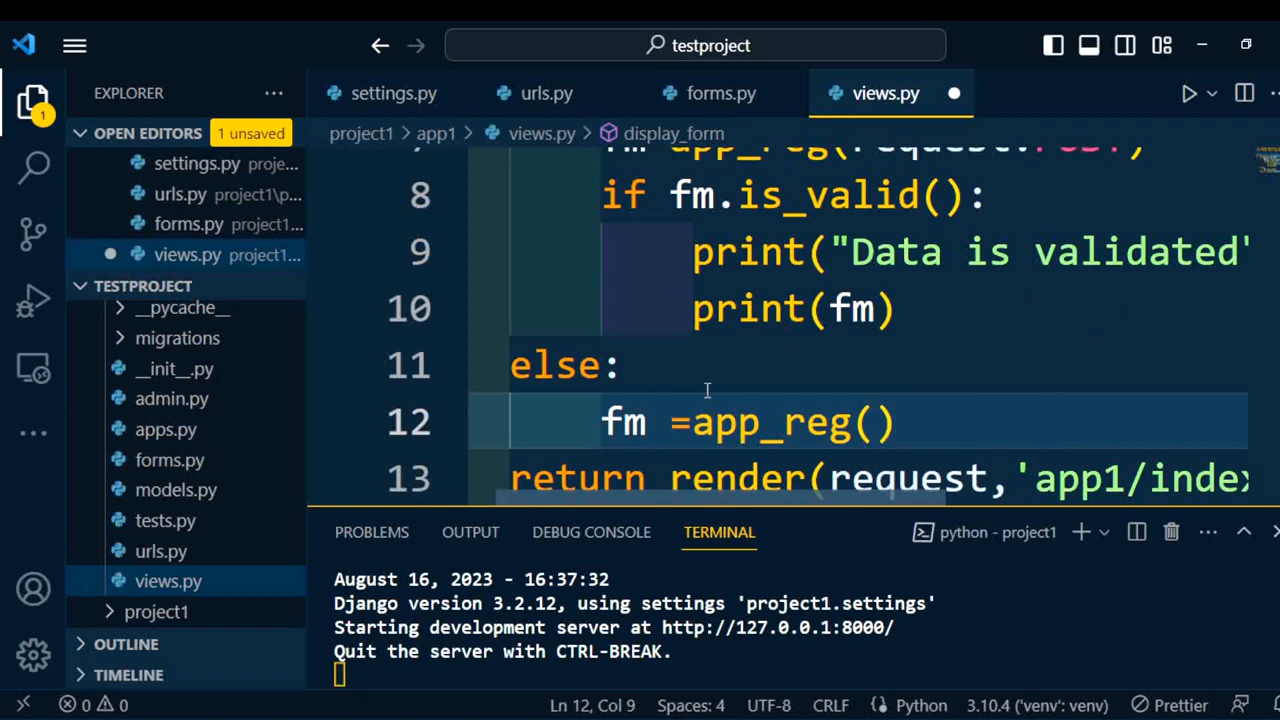 testproject
EXPLORER
settings.py
urls.py
forms.py
views.py
1
OPEN EDITORS
1 unsaved
project1 > app1 > views.py > display_form
settings.py proje...
urls.py project1\p...
forms.py project1...
views.py project1...
TESTPROJECT
__pycache__
migrations
__init__.py
admin.py
apps.py
forms.py
models.py
tests.py
urls.py
views.py
project1
OUTLINE
TIMELINE
8 if fm.is_valid():
9 print("Data is validated"
10 print(fm)
11 else:
12 fm =app_reg()
13 return render(request,'app1/index
PROBLEMS
OUTPUT
DEBUG CONSOLE
TERMINAL
python - project1
August 16, 2023 - 16:37:32
Django version 3.2.12, using settings 'project1.settings'
Starting development server at http://127.0.0.1:8000/
Quit the server with CTRL-BREAK.
0 0
Ln 12, Col 9
Spaces: 4
UTF-8
CRLF
Python
3.10.4 ('venv': venv)
Prettier